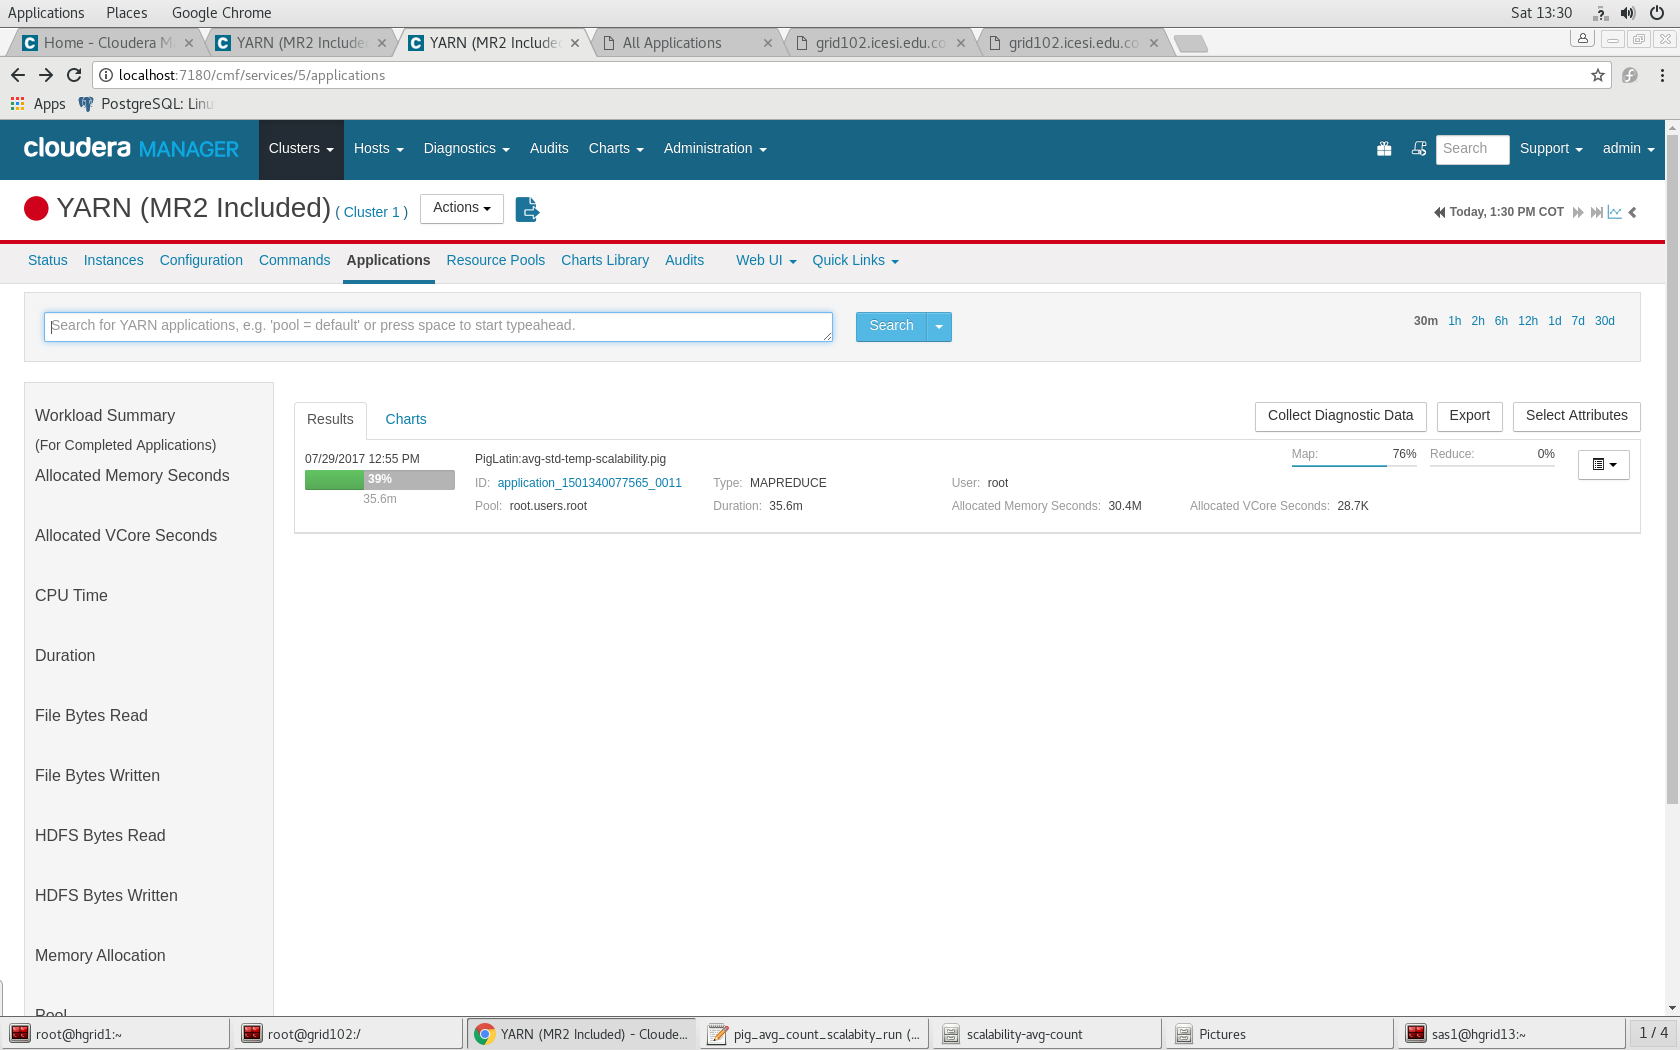 Applications Places Google Chrome Sat 13:30
Home - Cloudera M YARN (MR2 Include YARN (MR2 Include All Applications grid102.icesi.edu.co grid102.icesi.edu.co
localhost:7180/cmf/services/5/applications
Apps PostgreSQL: Linu
cloudera MANAGER Clusters Hosts Diagnostics Audits Charts Administration Search Support admin
YARN (MR2 Included) ( Cluster 1 ) Actions Today, 1:30 PM COT
Status Instances Configuration Commands Applications Resource Pools Charts Library Audits Web UI Quick Links
Search for YARN applications, e.g. 'pool = default' or press space to start typeahead. Search 30m 1h 2h 6h 12h 1d 7d 30d
Workload Summary
(For Completed Applications)
Allocated Memory Seconds
Allocated VCore Seconds
CPU Time
Duration
File Bytes Read
File Bytes Written
HDFS Bytes Read
HDFS Bytes Written
Memory Allocation
Pool
Results Charts Collect Diagnostic Data Export Select Attributes
07/29/2017 12:55 PM PigLatin:avg-std-temp-scalability.pig Map: 76% Reduce: 0%
39% ID: application_1501340077565_0011 Type: MAPREDUCE User: root
35.6m Pool: root.users.root Duration: 35.6m Allocated Memory Seconds: 30.4M Allocated VCore Seconds: 28.7K
root@hgrid1:~ root@grid102:/ YARN (MR2 Included) - Cloude... pig_avg_count_scalabity_run (... scalability-avg-count Pictures sas1@hgrid13:~ 1 / 4